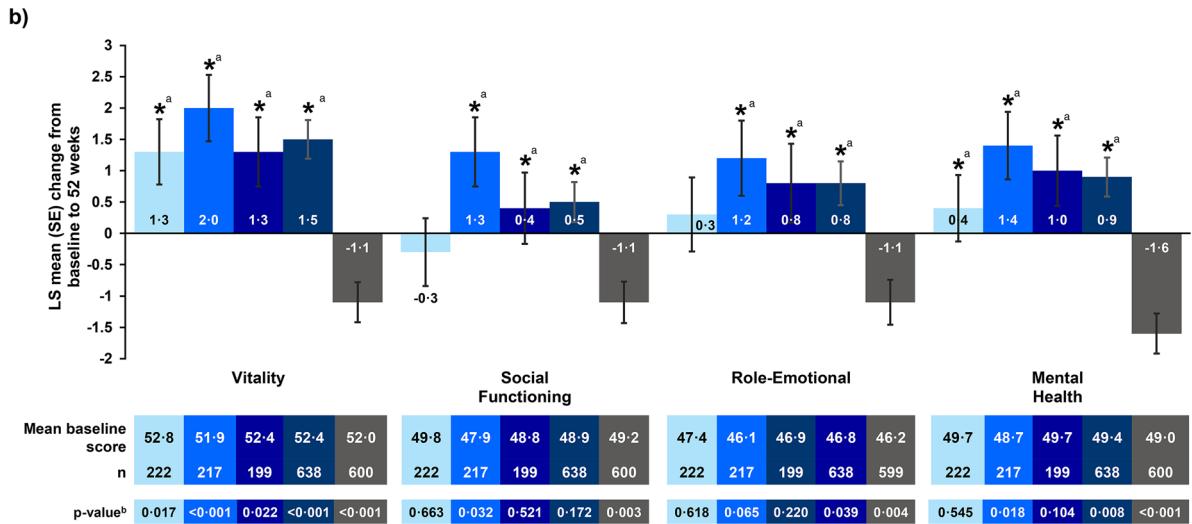 b)
LS mean (SE) change from
baseline to 52 weeks
3
2·5
2
1·5
1
0·5
0
-0·5
-1
-1·5
-2
*a *a *a *a
1·3 2·0 1·3 1·5 -1·1
*a *a *a
-0·3 1·3 0·4 0·5 -1·1
*a *a *a
0·3 1·2 0·8 0·8 -1·1
*a *a *a *a
0·4 1·4 1·0 0·9 -1·6
Vitality
Social
Functioning
Role-Emotional
Mental
Health
Mean baseline
score
52·8 51·9 52·4 52·4 52·0 49·8 47·9 48·8 48·9 49·2 47·4 46·1 46·9 46·8 46·2 49·7 48·7 49·7 49·4 49·0
n 222 217 199 638 600 222 217 199 638 600 222 217 199 638 599 222 217 199 638 600
p-valueb 0·017 <0·001 0·022 <0·001 <0·001 0·663 0·032 0·521 0·172 0·003 0·618 0·065 0·220 0·039 0·004 0·545 0·018 0·104 0·008 <0·001